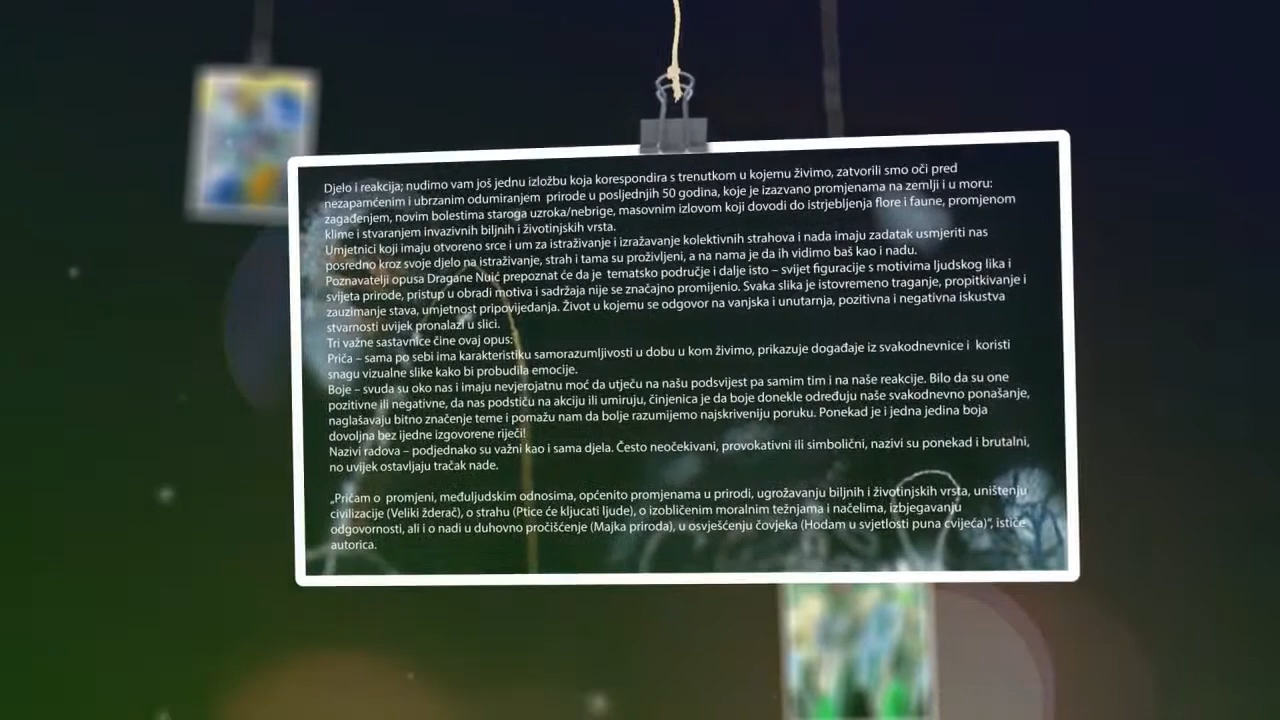 Djelo i reakcija; nudimo vam još jednu izložbu koja korespondira s trenutkom u kojemu živimo, zatvorili smo oči pred
nezapamćenim i ubrzanim odumiranjem prirode u posljednjih 50 godina, koje je izazvano promjenama na zemlji i u moru:
zagađenjem, novim bolestima staroga uzroka/nebrige, masovnim izlovom koji dovodi do istrjebljenja flore i faune, promjenom
klime i stvaranjem invazivnih biljnih i životinjskih vrsta.
Umjetnici koji imaju otvoreno srce i um za istraživanje i izražavanje kolektivnih strahova i nada imaju zadatak usmjeriti nas
posredno kroz svoje djelo na istraživanje, strah i tama su proživljeni, a na nama je da ih vidimo baš kao i nadu.
Poznavatelji opusa Dragane Nuić prepoznat će da je tematsko područje i dalje isto – svijet figuracije s motivima ljudskog lika i
svijeta prirode, pristup u obradi motiva i sadržaja nije se značajno promijenio. Svaka slika je istovremeno traganje, propitkivanje i
zauzimanje stava, umjetnost pripovijedanja. Život u kojemu se odgovor na vanjska i unutarnja, pozitivna i negativna iskustva
stvarnosti uvijek pronalazi u slici.
Tri važne sastavnice čine ovaj opus:
Priča – sama po sebi ima karakteristiku samorazumljivosti u dobu u kom živimo, prikazuje događaje iz svakodnevnice i koristi
snagu vizualne slike kako bi probudila emocije.
Boje – svuda su oko nas i imaju nevjerojatnu moć da utječu na našu podsvijest pa samim tim i na naše reakcije. Bilo da su one
pozitivne ili negativne, da nas podstiču na akciju ili umiruju, činjenica je da boje donekle određuju naše svakodnevno ponašanje,
naglašavaju bitno značenje teme i pomažu nam da bolje razumijemo najskriveniju poruku. Ponekad je i jedna jedina boja
dovoljna bez ijedne izgovorene riječi!
Nazivi radova – podjednako su važni kao i sama djela. Često neočekivani, provokativni ili simbolični, nazivi su ponekad i brutalni,
no uvijek ostavljaju tračak nade.
„Pričam o promjeni, međuljudskim odnosima, općenito promjenama u prirodi, ugrožavanju biljnih i životinjskih vrsta, uništenju
civilizacije (Veliki žderač), o strahu (Ptice će kljucati ljude), o izobličenim moralnim težnjama i načelima, izbjegavanju
odgovornosti, ali i o nadi u duhovno pročišćenje (Majka priroda), u osvješćenju čovjeka (Hodam u svjetlosti puna cvijeća)“, ističe
autorica.